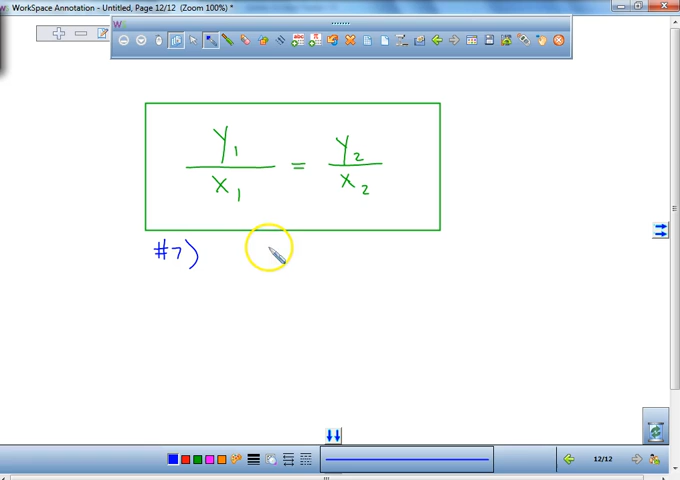 WorkSpace Annotation - Untitled, Page 12/12 (Zoom 100%) *
y₁ / x₁ = y₂ / x₂
#7)
12/12